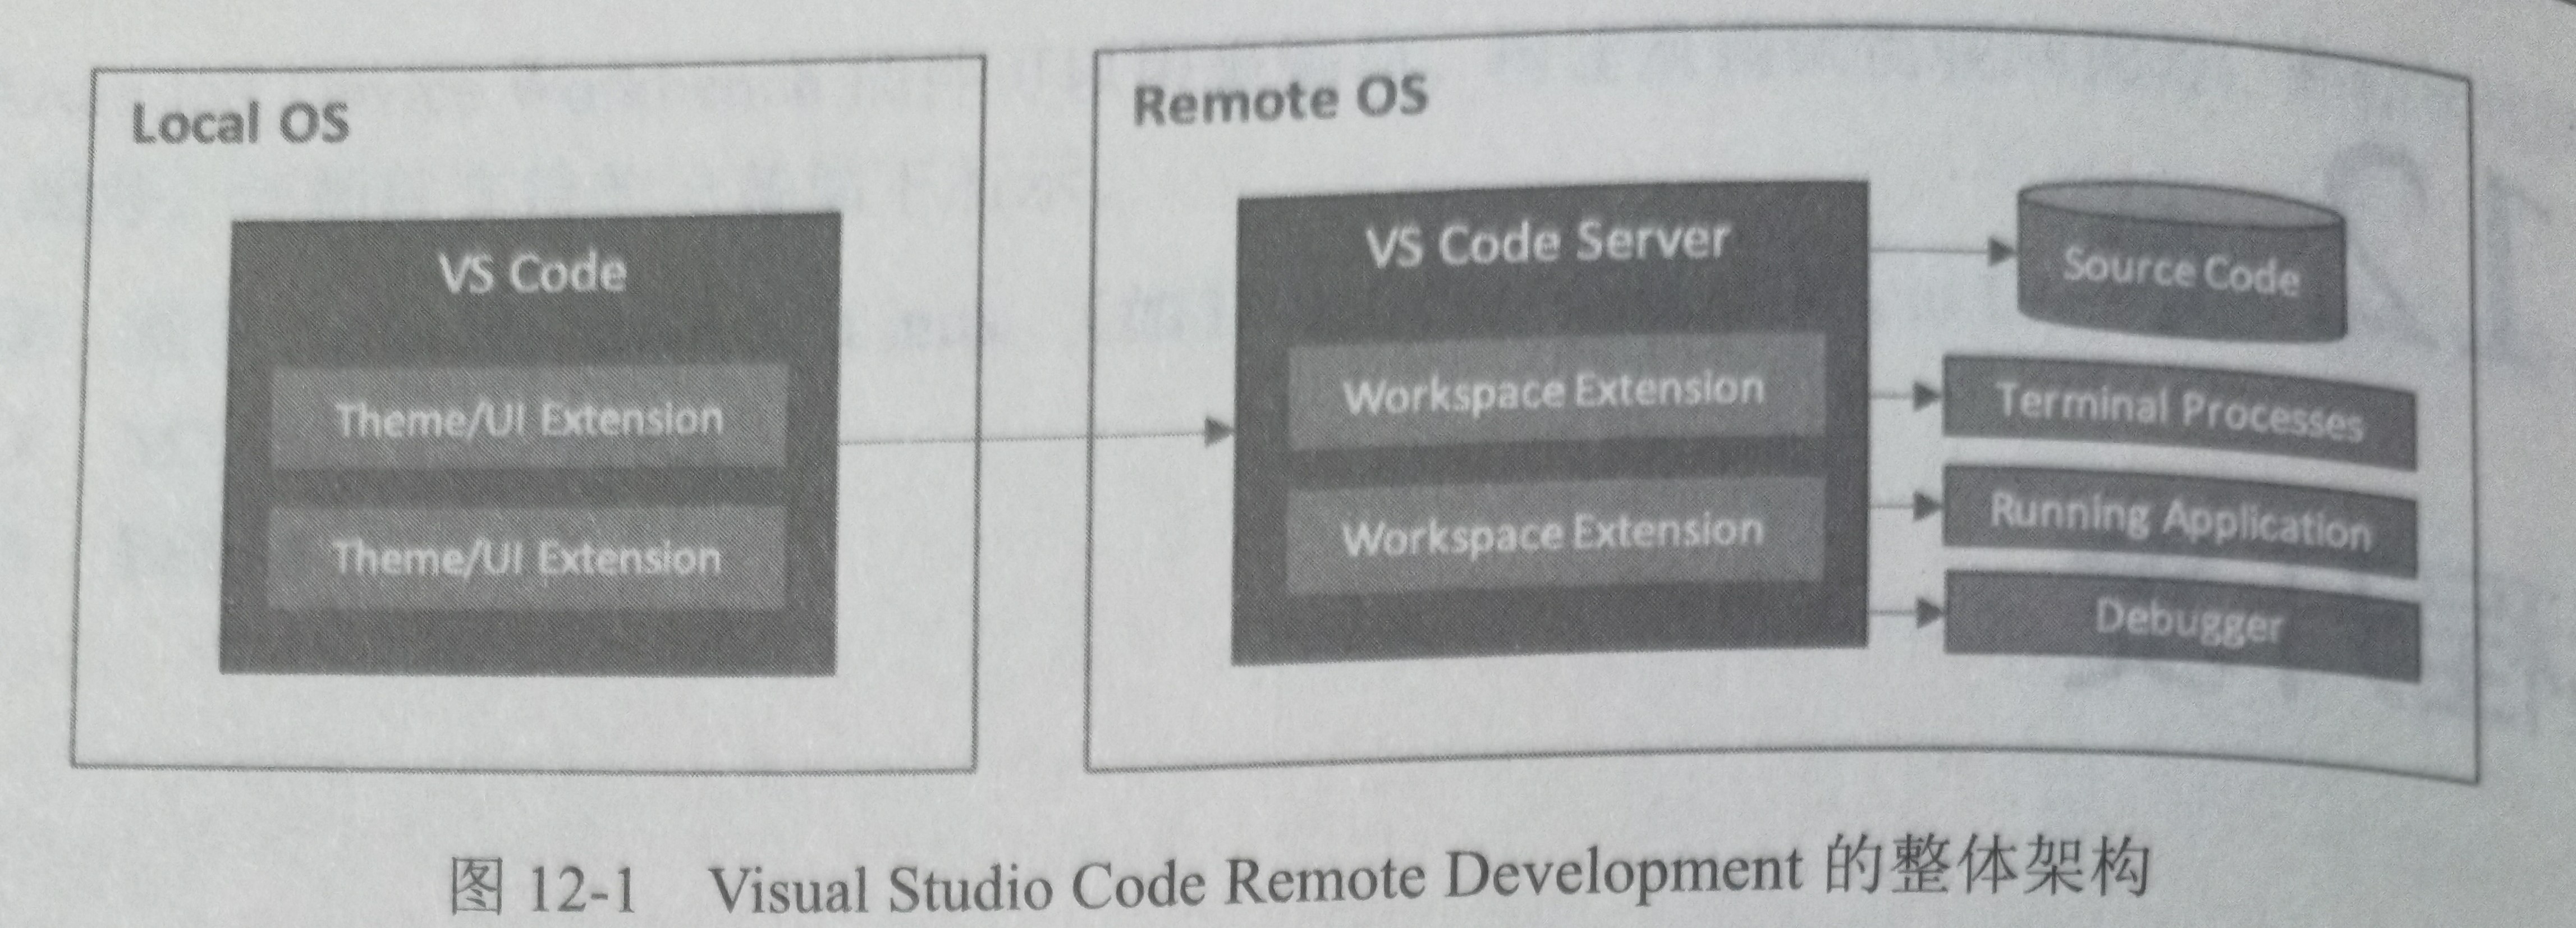 Local OS
VS Code
Theme/UI Extension
Theme/UI Extension
Remote OS
VS Code Server
Workspace Extension
Workspace Extension
Source Code
Terminal Processes
Running Application
Debugger
图 12-1 Visual Studio Code Remote Development 的整体架构